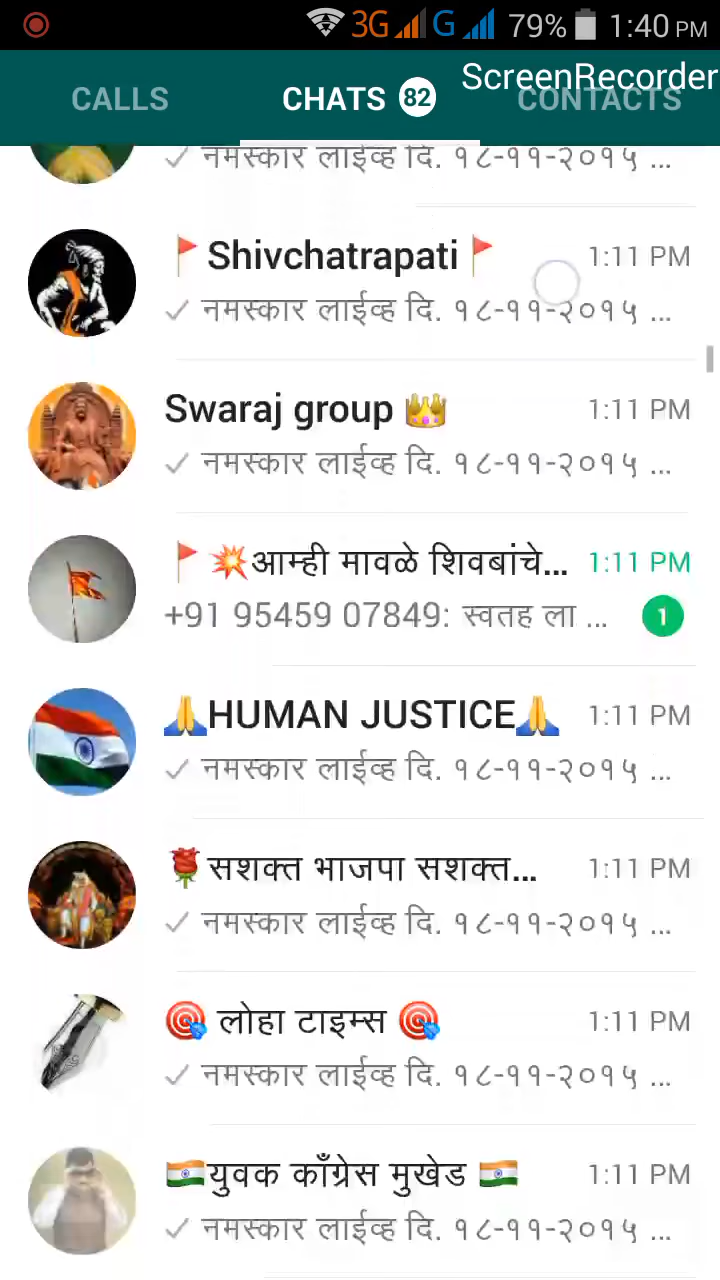 3G G 79% 1:40 PM
ScreenRecorder
CALLS CHATS 82 CONTACTS
नमस्कार लाईव्ह दि. १८-११-२०१५ ...
🚩Shivchatrapati🚩 1:11 PM
नमस्कार लाईव्ह दि. १८-११-२०१५ ...
Swaraj group 👑 1:11 PM
नमस्कार लाईव्ह दि. १८-११-२०१५ ...
🚩💥आम्ही मावळे शिवबांचे... 1:11 PM
+91 95459 07849: स्वतह ला ... 1
🙏HUMAN JUSTICE🙏 1:11 PM
नमस्कार लाईव्ह दि. १८-११-२०१५ ...
🌹सशक्त भाजपा सशक्त... 1:11 PM
नमस्कार लाईव्ह दि. १८-११-२०१५ ...
🎯 लोहा टाइम्स 🎯 1:11 PM
नमस्कार लाईव्ह दि. १८-११-२०१५ ...
🇮🇳युवक काँग्रेस मुखेड 🇮🇳 1:11 PM
नमस्कार लाईव्ह दि. १८-११-२०१५ ...